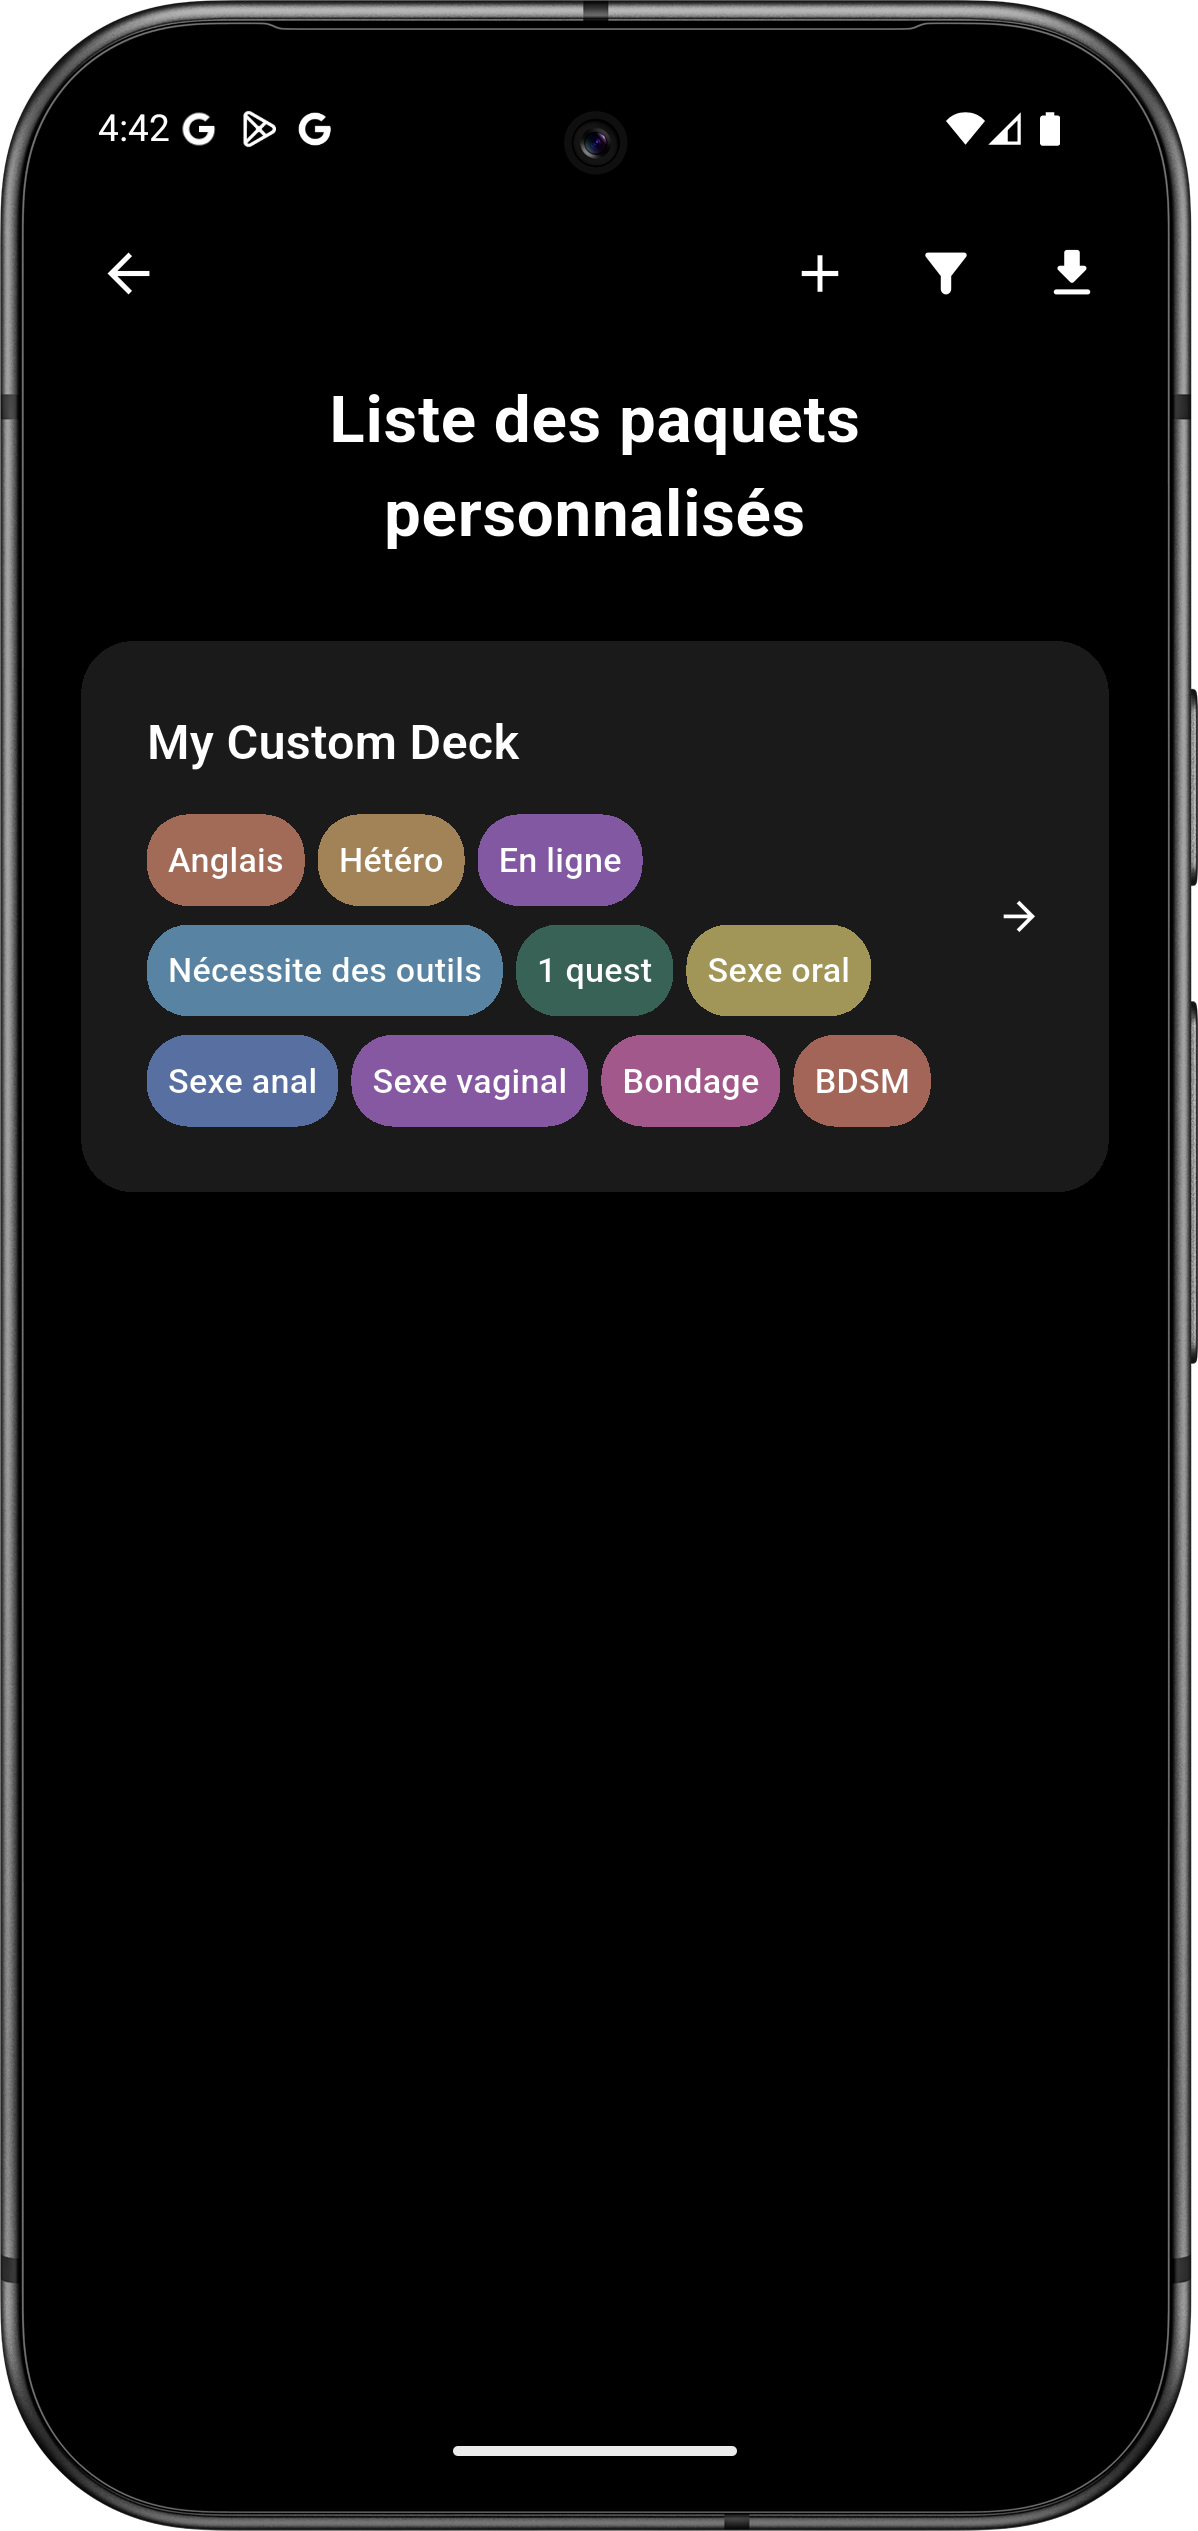 4:42
Liste des paquets
personnalisés
My Custom Deck
Anglais Hétéro En ligne
Nécessite des outils 1 quest Sexe oral
Sexe anal Sexe vaginal Bondage BDSM